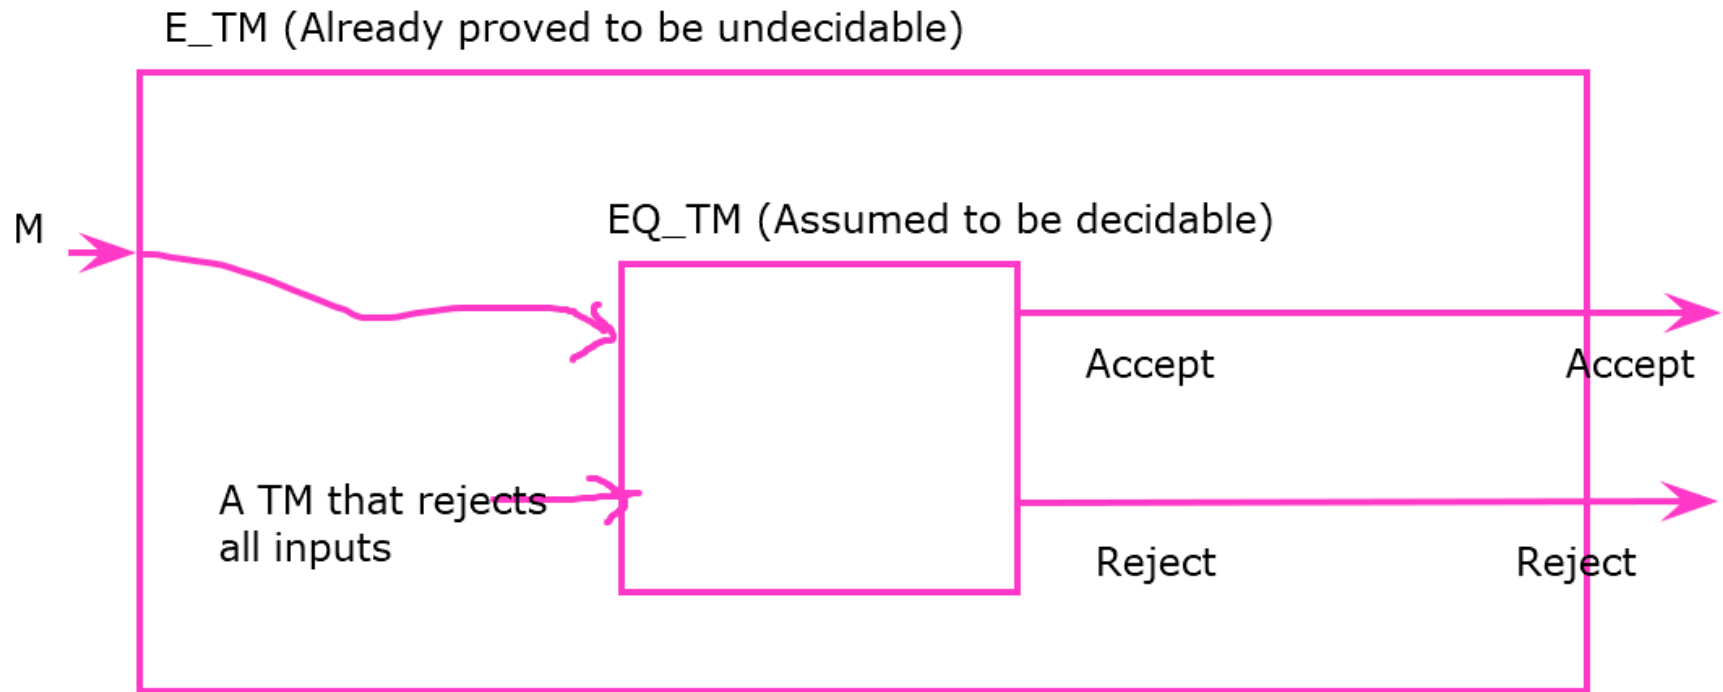 E_TM (Already proved to be undecidable)
M
EQ_TM (Assumed to be decidable)
Accept
Accept
A TM that rejects
all inputs
Reject
Reject